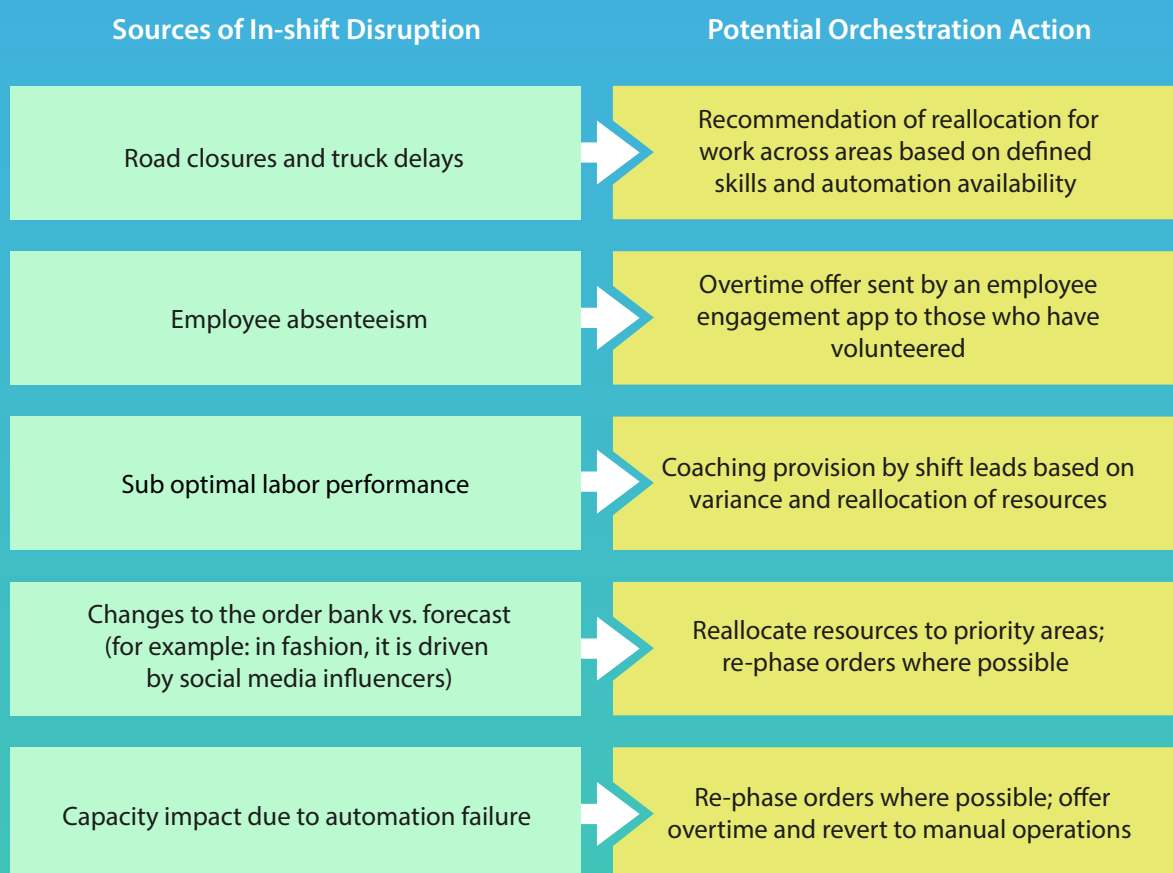 Sources of In-shift Disruption
Potential Orchestration Action
Road closures and truck delays
Recommendation of reallocation for
work across areas based on defined
skills and automation availability
Employee absenteeism
Overtime offer sent by an employee
engagement app to those who have
volunteered
Sub optimal labor performance
Coaching provision by shift leads based on
variance and reallocation of resources
Changes to the order bank vs. forecast
(for example: in fashion, it is driven
by social media influencers)
Reallocate resources to priority areas;
re-phase orders where possible
Capacity impact due to automation failure
Re-phase orders where possible; offer
overtime and revert to manual operations